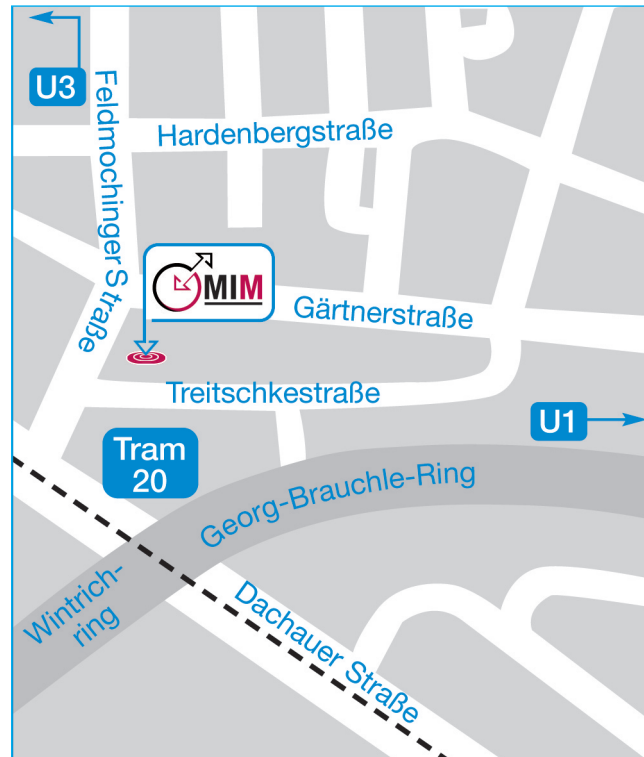 U3
Feldmochinger Straße
Hardenbergstraße
MIM
Gärtnerstraße
Treitschkestraße
U1
Tram
20
Georg-Brauchle-Ring
Wintrich-
ring
Dachauer Straße